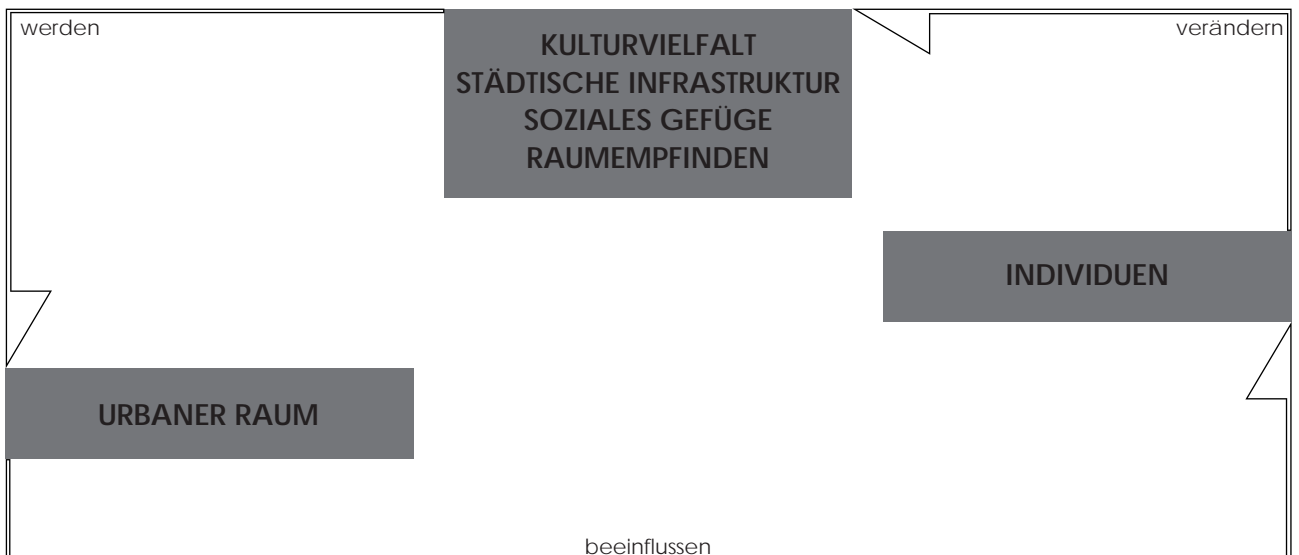 werden
verändern
KULTURVIELFALT
STÄDTISCHE INFRASTRUKTUR
SOZIALES GEFÜGE
RAUMEMPFINDEN
INDIVIDUEN
URBANER RAUM
beeinflussen